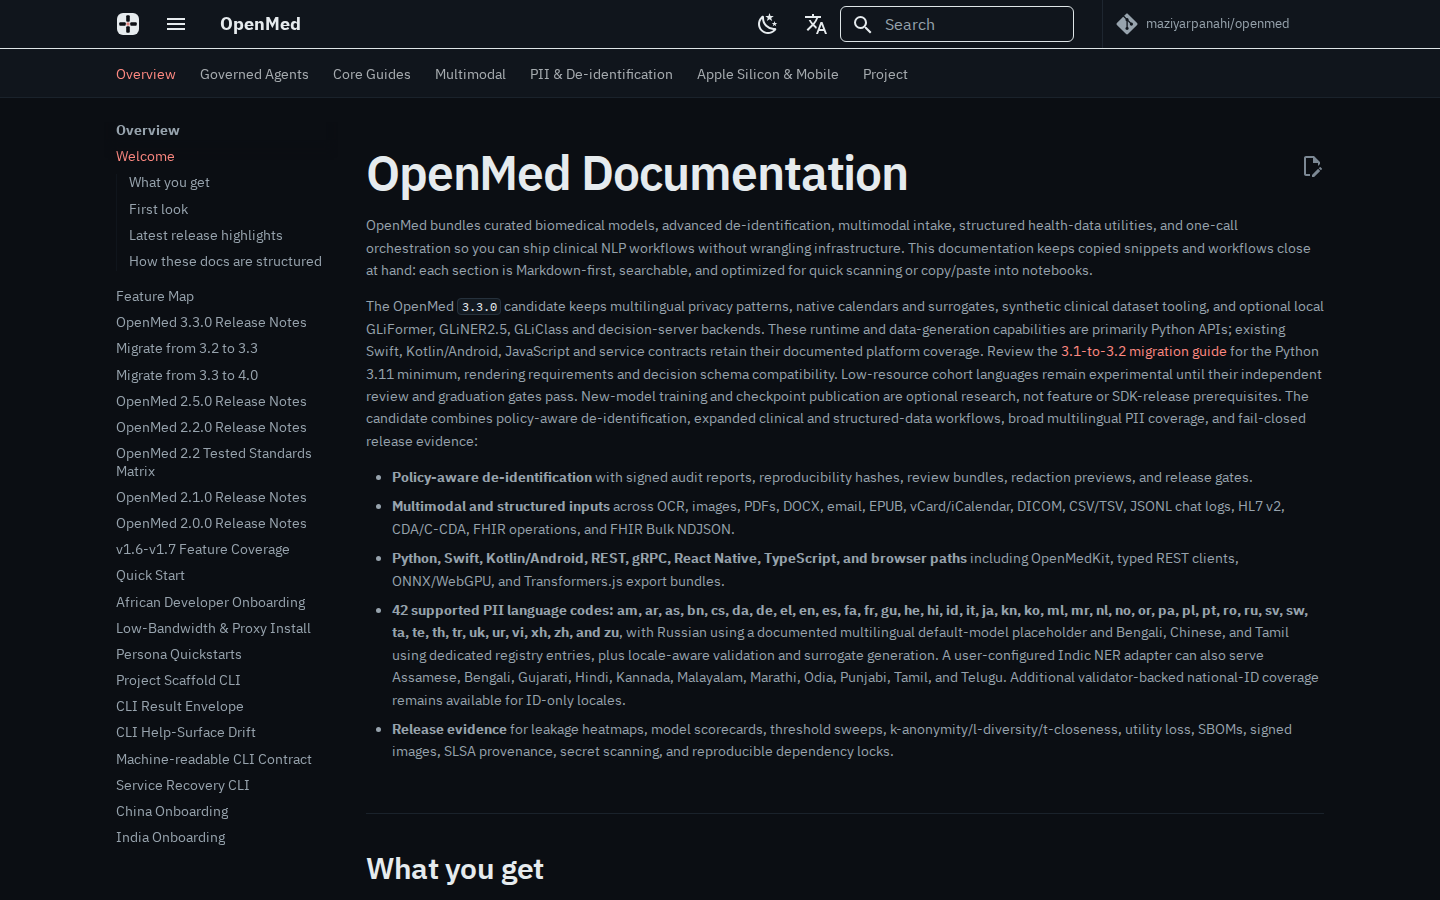 OpenMed
Search
maziyarpanahi/openmed
Overview
Governed Agents
Core Guides
Multimodal
PII & De-identification
Apple Silicon & Mobile
Project
Overview
Welcome
What you get
First look
Latest release highlights
How these docs are structured
Feature Map
OpenMed 3.3.0 Release Notes
Migrate from 3.2 to 3.3
Migrate from 3.3 to 4.0
OpenMed 2.5.0 Release Notes
OpenMed 2.2.0 Release Notes
OpenMed 2.2 Tested Standards
Matrix
OpenMed 2.1.0 Release Notes
OpenMed 2.0.0 Release Notes
v1.6-v1.7 Feature Coverage
Quick Start
African Developer Onboarding
Low-Bandwidth & Proxy Install
Persona Quickstarts
Project Scaffold CLI
CLI Result Envelope
CLI Help-Surface Drift
Machine-readable CLI Contract
Service Recovery CLI
China Onboarding
India Onboarding
OpenMed Documentation
OpenMed bundles curated biomedical models, advanced de-identification, multimodal intake, structured health-data utilities, and one-call
orchestration so you can ship clinical NLP workflows without wrangling infrastructure. This documentation keeps copied snippets and workflows close
at hand: each section is Markdown-first, searchable, and optimized for quick scanning or copy/paste into notebooks.
The OpenMed 3.3.0 candidate keeps multilingual privacy patterns, native calendars and surrogates, synthetic clinical dataset tooling, and optional local
GLiFormer, GLiNER2.5, GLiClass and decision-server backends. These runtime and data-generation capabilities are primarily Python APIs; existing
Swift, Kotlin/Android, JavaScript and service contracts retain their documented platform coverage. Review the 3.1-to-3.2 migration guide for the Python
3.11 minimum, rendering requirements and decision schema compatibility. Low-resource cohort languages remain experimental until their independent
review and graduation gates pass. New-model training and checkpoint publication are optional research, not feature or SDK-release prerequisites. The
candidate combines policy-aware de-identification, expanded clinical and structured-data workflows, broad multilingual PII coverage, and fail-closed
release evidence:
• Policy-aware de-identification with signed audit reports, reproducibility hashes, review bundles, redaction previews, and release gates.
• Multimodal and structured inputs across OCR, images, PDFs, DOCX, email, EPUB, vCard/iCalendar, DICOM, CSV/TSV, JSONL chat logs, HL7 v2,
CDA/C-CDA, FHIR operations, and FHIR Bulk NDJSON.
• Python, Swift, Kotlin/Android, REST, gRPC, React Native, TypeScript, and browser paths including OpenMedKit, typed REST clients,
ONNX/WebGPU, and Transformers.js export bundles.
• 42 supported PII language codes: am, ar, as, bn, cs, da, de, el, en, es, fa, fr, gu, he, hi, id, it, ja, kn, ko, ml, mr, nl, no, or, pa, pl, pt, ro, ru, sv, sw,
ta, te, th, tr, uk, ur, vi, xh, zh, and zu, with Russian using a documented multilingual default-model placeholder and Bengali, Chinese, and Tamil
using dedicated registry entries, plus locale-aware validation and surrogate generation. A user-configured Indic NER adapter can also serve
Assamese, Bengali, Gujarati, Hindi, Kannada, Malayalam, Marathi, Odia, Punjabi, Tamil, and Telugu. Additional validator-backed national-ID coverage
remains available for ID-only locales.
• Release evidence for leakage heatmaps, model scorecards, threshold sweeps, k-anonymity/l-diversity/t-closeness, utility loss, SBOMs, signed
images, SLSA provenance, secret scanning, and reproducible dependency locks.
What you get